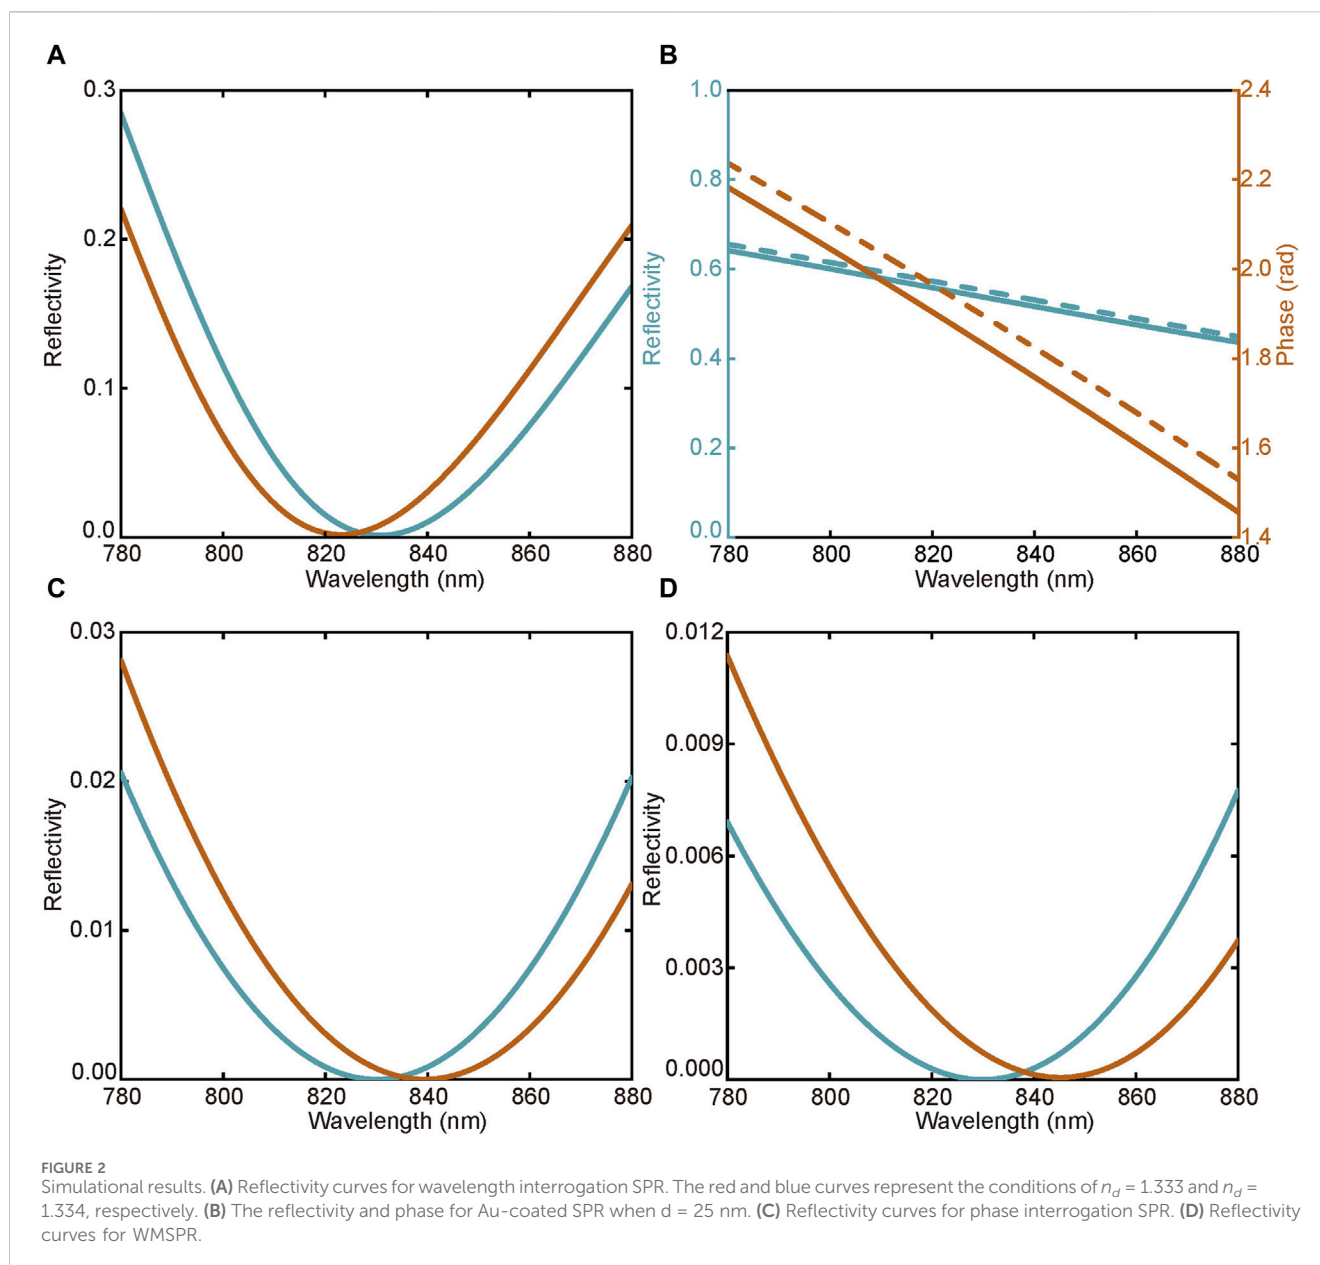 A
B
0.3
0.2
0.1
0.0
Reflectivity
780
800
820
840
860
880
Wavelength (nm)
1.0
0.8
0.6
0.4
0.2
0.0
Reflectivity
2.4
2.2
2.0
1.8
1.6
1.4
Phase (rad)
780
800
820
840
860
880
Wavelength (nm)
C
D
0.03
0.02
0.01
0.00
Reflectivity
780
800
820
840
860
880
Wavelength (nm)
0.012
0.009
0.006
0.003
0.000
Reflectivity
780
800
820
840
860
880
Wavelength (nm)
FIGURE 2
Simulational results. (A) Reflectivity curves for wavelength interrogation SPR. The red and blue curves represent the conditions of n_d = 1.333 and n_d =
1.334, respectively. (B) The reflectivity and phase for Au-coated SPR when d = 25 nm. (C) Reflectivity curves for phase interrogation SPR. (D) Reflectivity
curves for WMSPR.